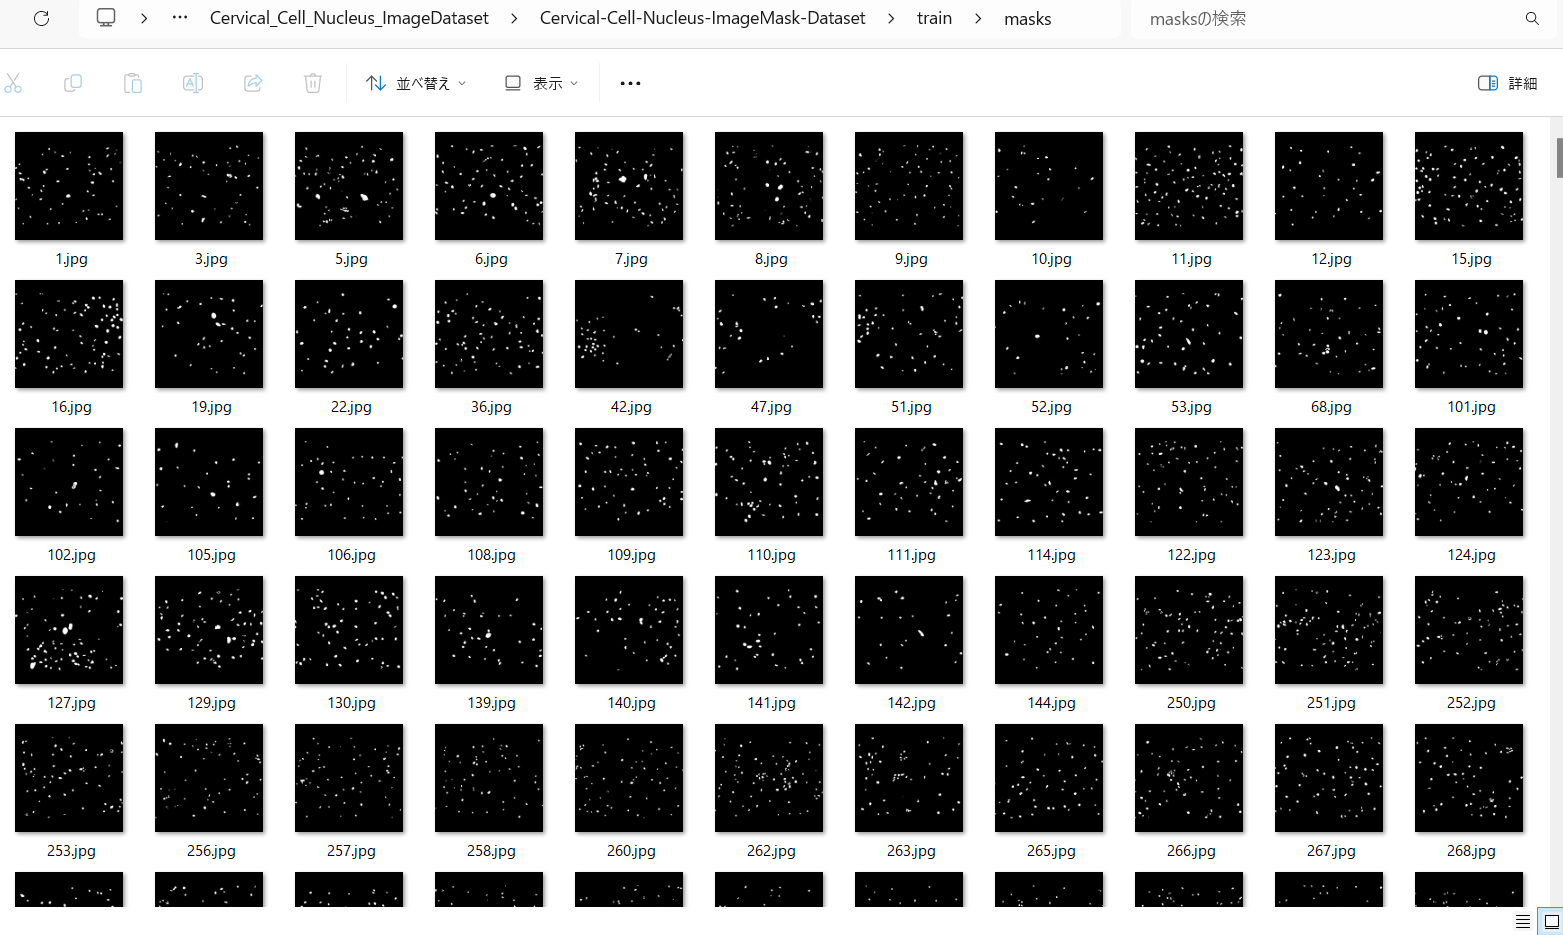 Cervical_Cell_Nucleus_ImageDataset > Cervical-Cell-Nucleus-ImageMask-Dataset > train > masks masksの検索
並べ替え 表示 詳細
1.jpg 3.jpg 5.jpg 6.jpg 7.jpg 8.jpg 9.jpg 10.jpg 11.jpg 12.jpg 15.jpg
16.jpg 19.jpg 22.jpg 36.jpg 42.jpg 47.jpg 51.jpg 52.jpg 53.jpg 68.jpg 101.jpg
102.jpg 105.jpg 106.jpg 108.jpg 109.jpg 110.jpg 111.jpg 114.jpg 122.jpg 123.jpg 124.jpg
127.jpg 129.jpg 130.jpg 139.jpg 140.jpg 141.jpg 142.jpg 144.jpg 250.jpg 251.jpg 252.jpg
253.jpg 256.jpg 257.jpg 258.jpg 260.jpg 262.jpg 263.jpg 265.jpg 266.jpg 267.jpg 268.jpg